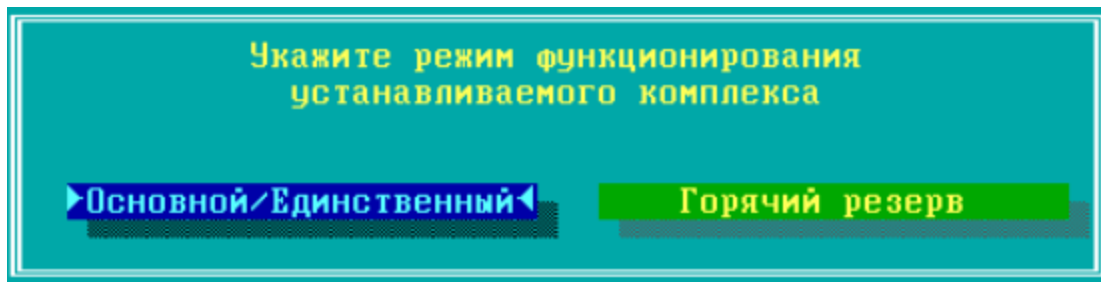 Укажите режим функционирования
устанавливаемого комплекса
Основной/Единственный
Горячий резерв